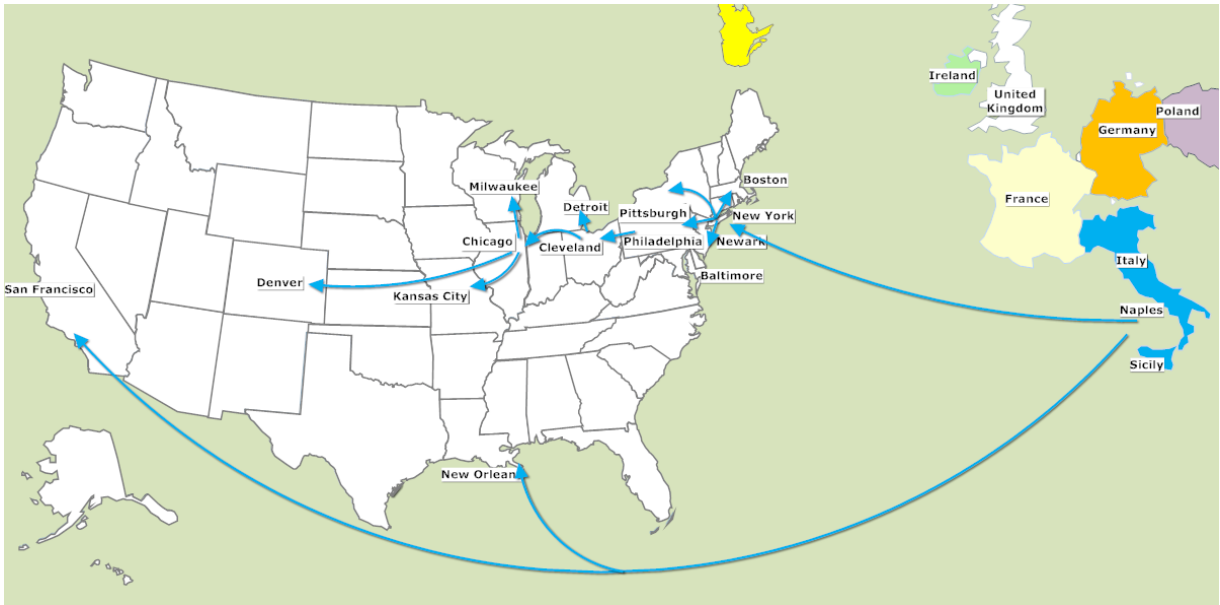 Ireland
United
Kingdom
Poland
Germany
Milwaukee
Boston
Detroit
Pittsburgh
New York
France
Chicago
Cleveland
Philadelphia
Newark
Italy
Baltimore
Denver
San Francisco
Kansas City
Naples
Sicily
New Orlean